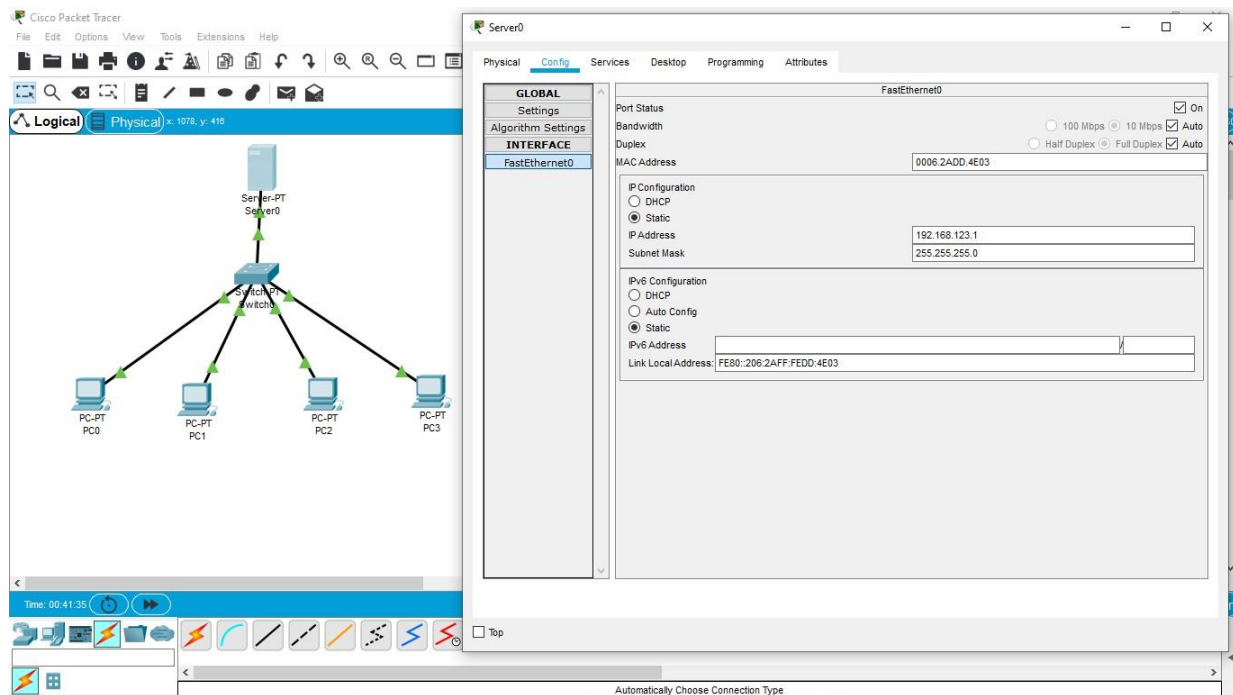 Cisco Packet Tracer
File Edit Options View Tools Extensions Help
Logical Physical x: 1078, y: 416
Server-PT
Server0
Switch-PT
Switch0
PC-PT
PC0
PC-PT
PC1
PC-PT
PC2
PC-PT
PC3
Time: 00:41:35
Server0
Physical Config Services Desktop Programming Attributes
GLOBAL
Settings
Algorithm Settings
INTERFACE
FastEthernet0
FastEthernet0
Port Status On
Bandwidth 100 Mbps 10 Mbps Auto
Duplex Half Duplex Full Duplex Auto
MAC Address 0006.2ADD.4E03
IP Configuration
DHCP
Static
IP Address 192.168.123.1
Subnet Mask 255.255.255.0
IPv6 Configuration
DHCP
Auto Config
Static
IPv6 Address /
Link Local Address: FE80::206:2AFF:FEDD:4E03
Top
Automatically Choose Connection Type